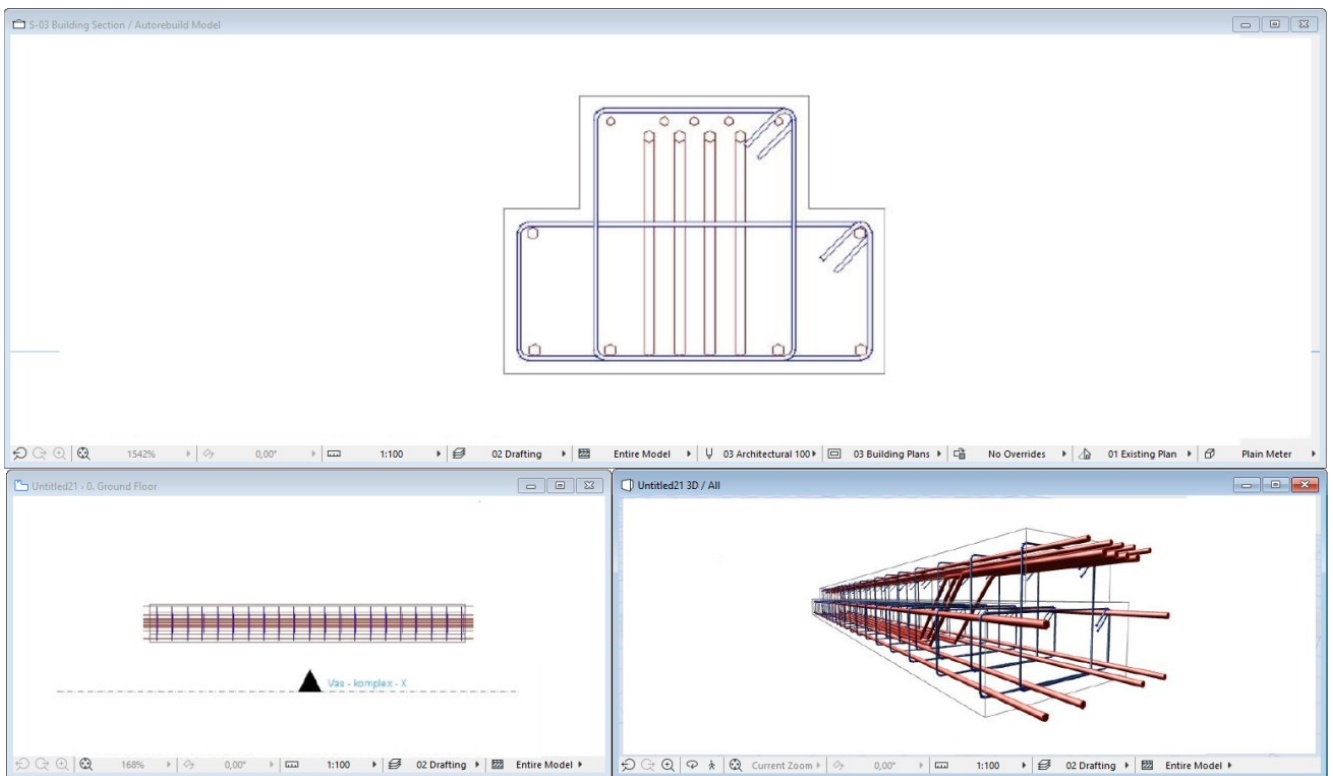 S-03 Building Section / Autorebuild Model
1542% 0,00° 1:100 02 Drafting Entire Model 03 Architectural 100 03 Building Plans No Overrides 01 Existing Plan Plain Meter
Untitled21 › 0. Ground Floor
Vas - komplex - X
168% 0,00° 1:100 02 Drafting Entire Model
Untitled21 3D / All
Current Zoom 0,00° 1:100 02 Drafting Entire Model